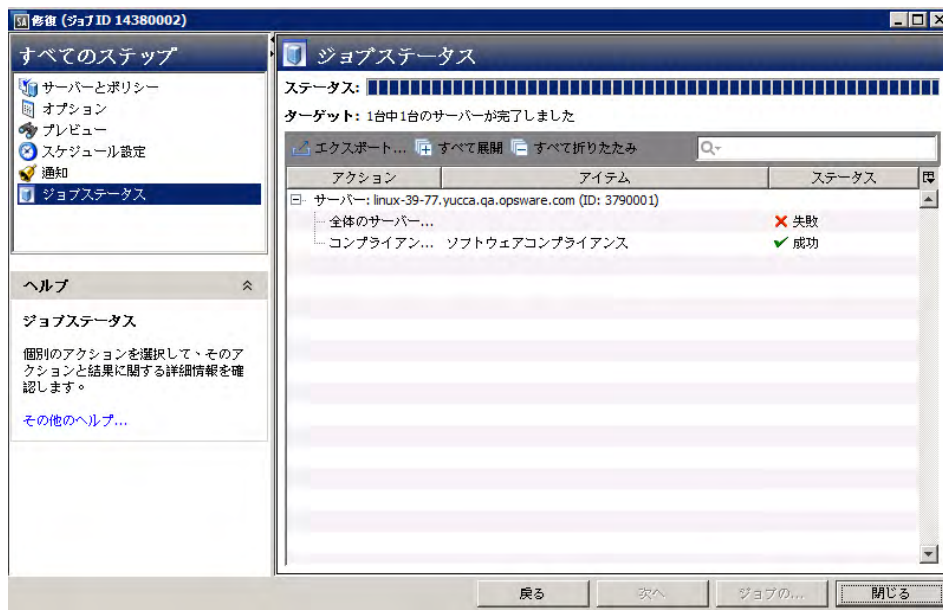 SA 修復 (ジョブ ID 14380002)
すべてのステップ
サーバーとポリシー
オプション
プレビュー
スケジュール設定
通知
ジョブステータス
ヘルプ
ジョブステータス
個別のアクションを選択して、そのア
クションと結果に関する詳細情報を確
認します。
その他のヘルプ...
ジョブステータス
ステータス:
ターゲット: 1台中1台のサーバーが完了しました
エクスポート... すべて展開 すべて折りたたみ
アクション アイテム ステータス
サーバー: linux-39-77.yucca.qa.opsware.com (ID: 3790001)
全体のサーバー... 失敗
コンプライアン... ソフトウェアコンプライアンス 成功
戻る 次へ ジョブの... 閉じる